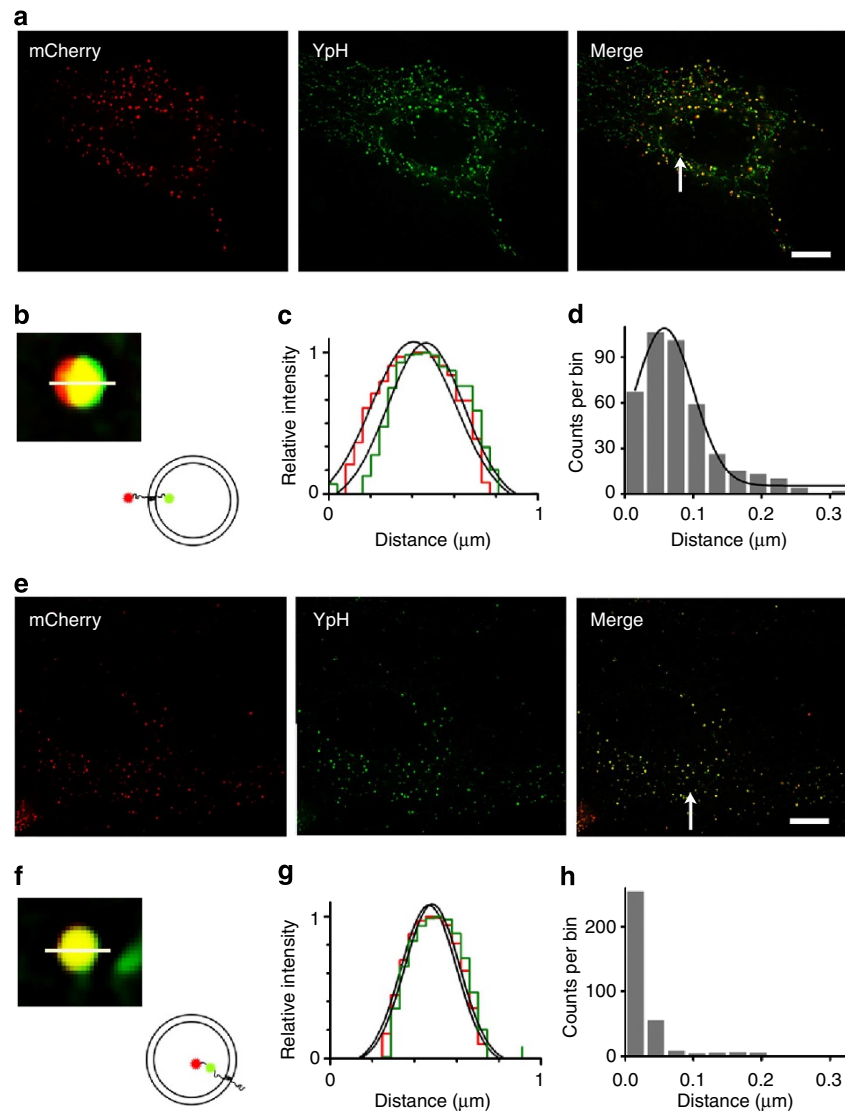 a
mCherry YpH Merge
b
c
Relative intensity
1
0
0 1
Distance (μm)
d
Counts per bin
90
60
30
0
0.0 0.1 0.2 0.3
Distance (μm)
e
mCherry YpH Merge
f
g
Relative intensity
1
0
0 1
Distance (μm)
h
Counts per bin
200
100
0
0.0 0.1 0.2 0.3
Distance (μm)